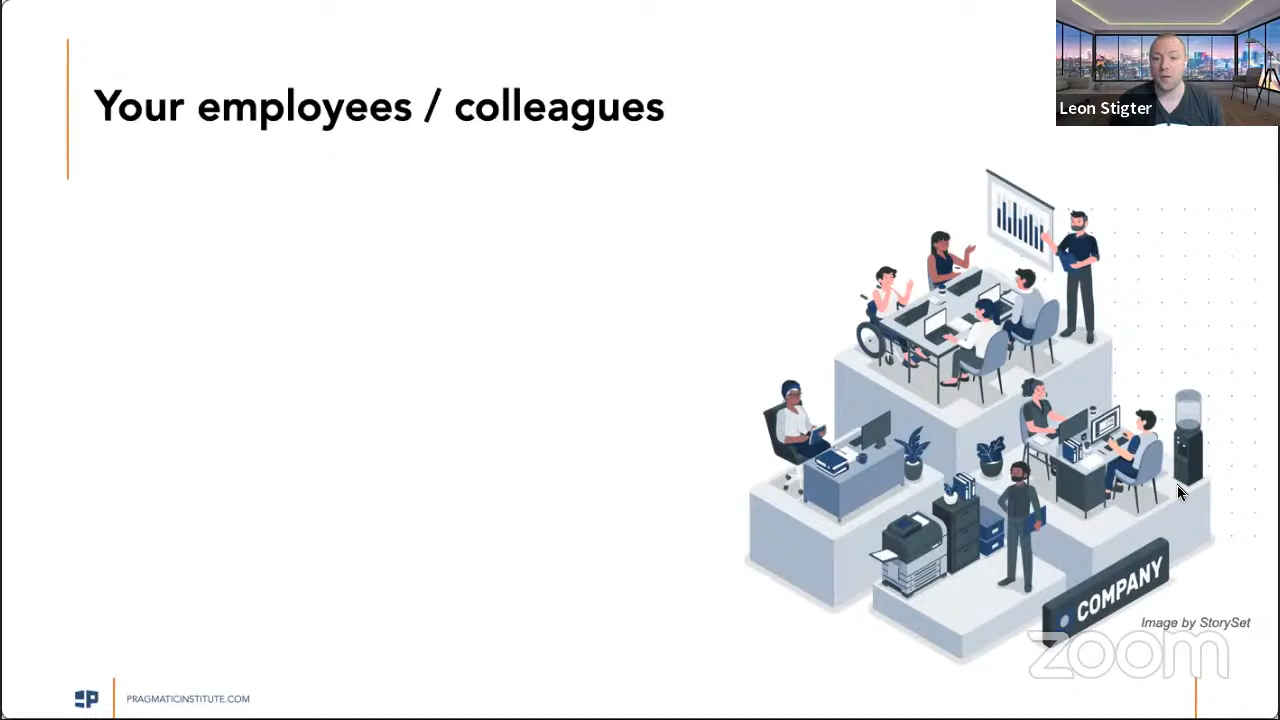 Your employees / colleagues
Leon Stigter
COMPANY
Image by StorySet
zoom
PRAGMATICINSTITUTE.COM